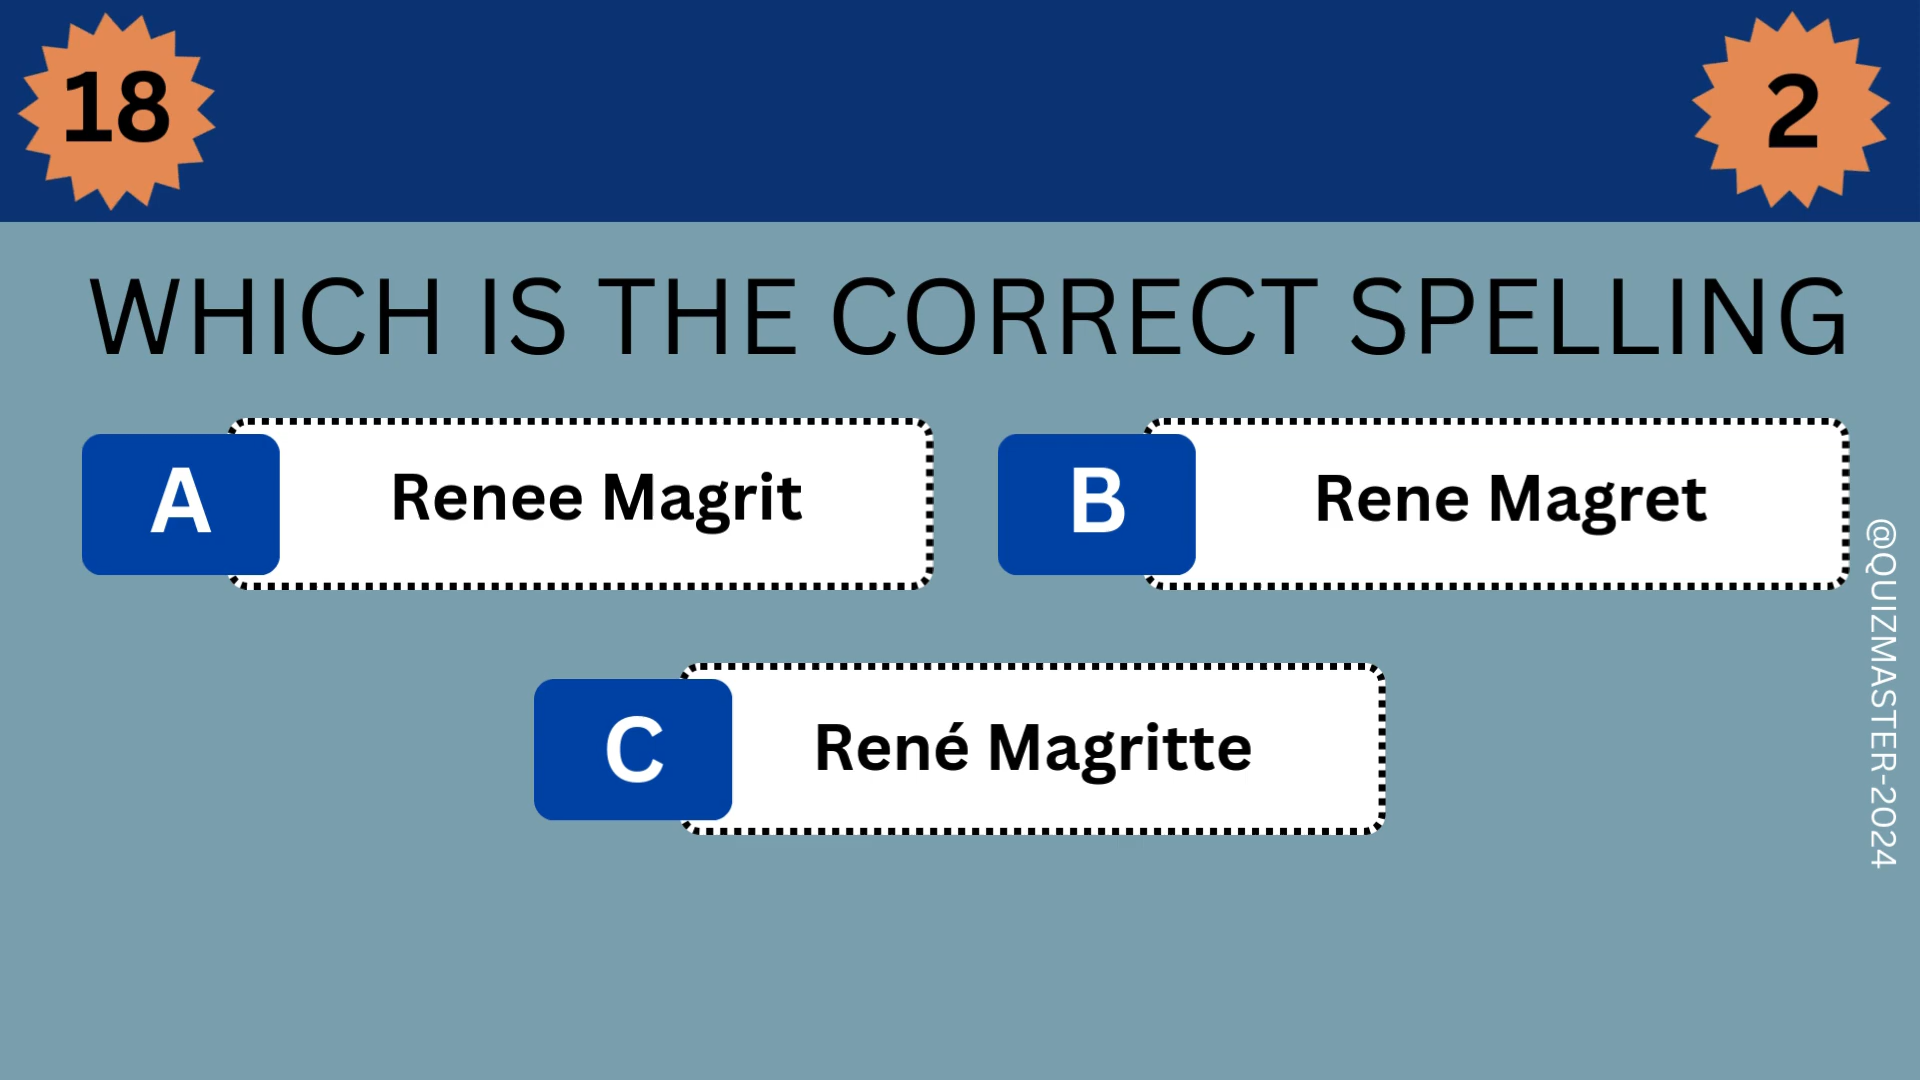 18
2
WHICH IS THE CORRECT SPELLING
A
Renee Magrit
B
Rene Magret
C
René Magritte
@QUIZMASTER-2024